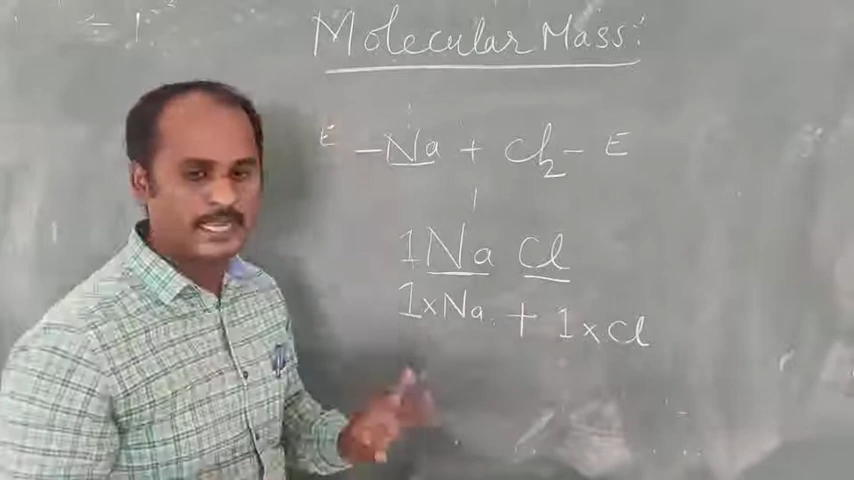 Molecular Mass:
E – Na + Cl2 – E
1 Na Cl
1×Na + 1×Cl